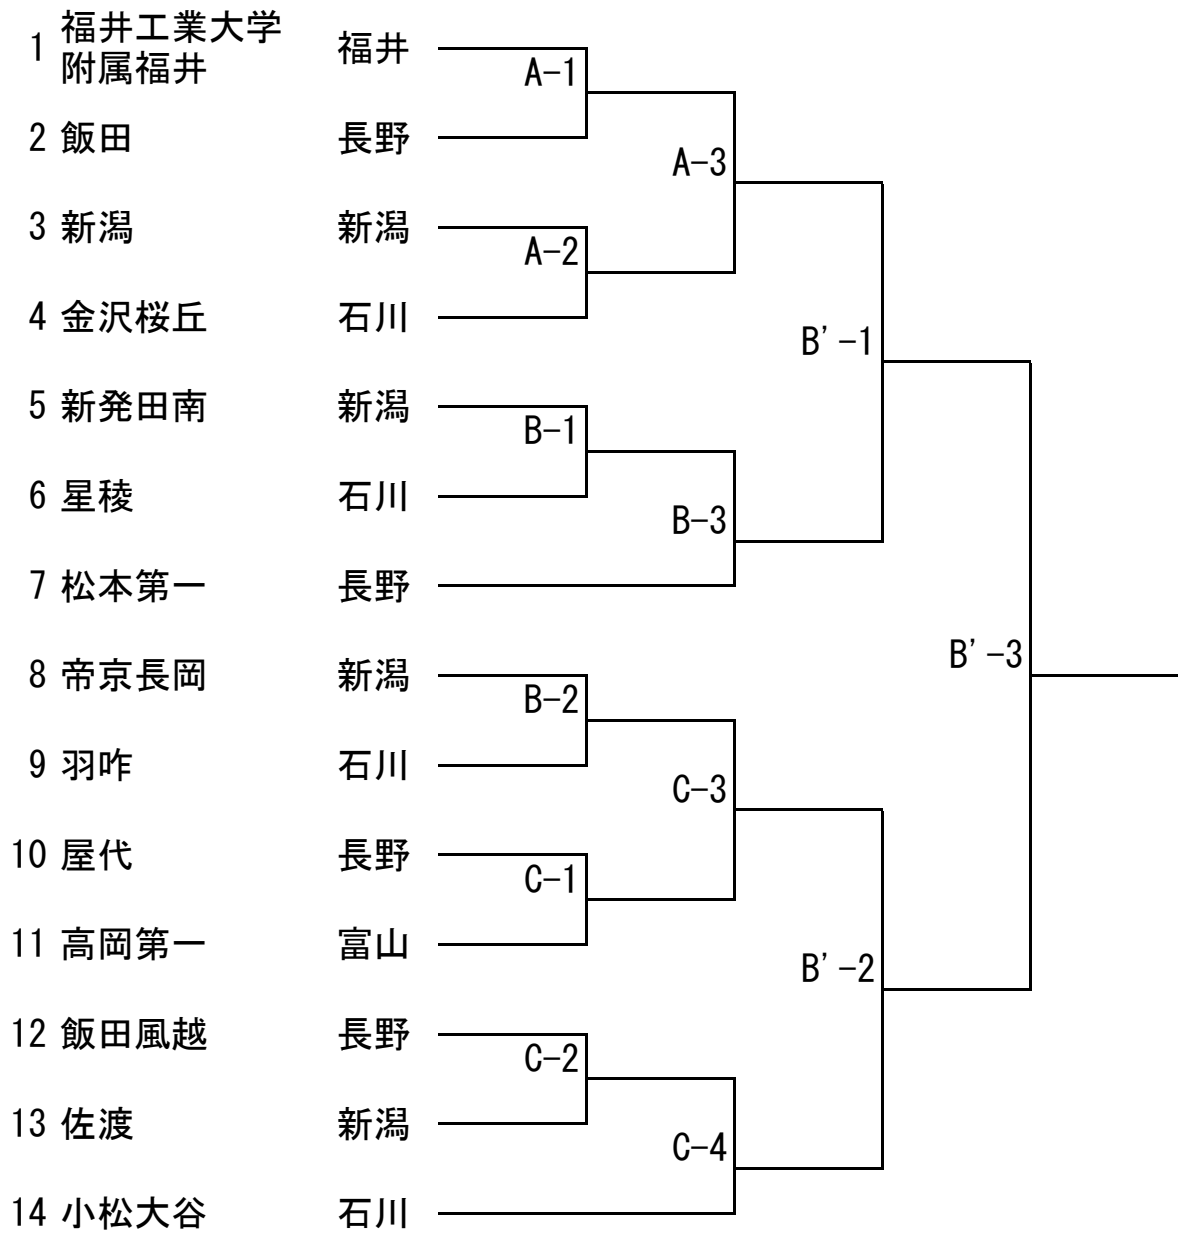 1 福井工業大学 福井
附属福井
A-1
2 飯田 長野
A-3
3 新潟 新潟
A-2
4 金沢桜丘 石川
B'-1
5 新発田南 新潟
B-1
6 星稜 石川
B-3
7 松本第一 長野
B'-3
8 帝京長岡 新潟
B-2
9 羽咋 石川
C-3
10 屋代 長野
C-1
11 高岡第一 富山
B'-2
12 飯田風越 長野
C-2
13 佐渡 新潟
C-4
14 小松大谷 石川